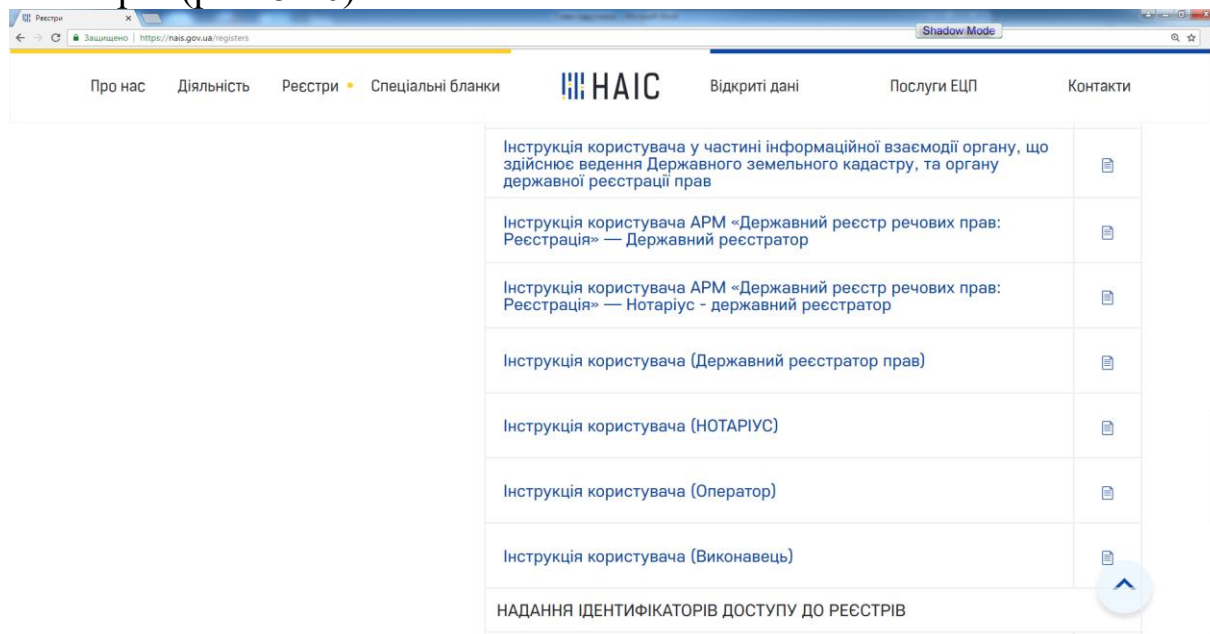 Реєстри
Shadow Mode
Защищено | https://nais.gov.ua/registers
Про нас Діяльність Реєстри Спеціальні бланки НАІС Відкриті дані Послуги ЕЦП Контакти
Інструкція користувача у частині інформаційної взаємодії органу, що
здійснює ведення Державного земельного кадастру, та органу
державної реєстрації прав
Інструкція користувача АРМ «Державний реєстр речових прав:
Реєстрація» — Державний реєстратор
Інструкція користувача АРМ «Державний реєстр речових прав:
Реєстрація» — Нотаріус - державний реєстратор
Інструкція користувача (Державний реєстратор прав)
Інструкція користувача (НОТАРІУС)
Інструкція користувача (Оператор)
Інструкція користувача (Виконавець)
НАДАННЯ ІДЕНТИФІКАТОРІВ ДОСТУПУ ДО РЕЄСТРІВ